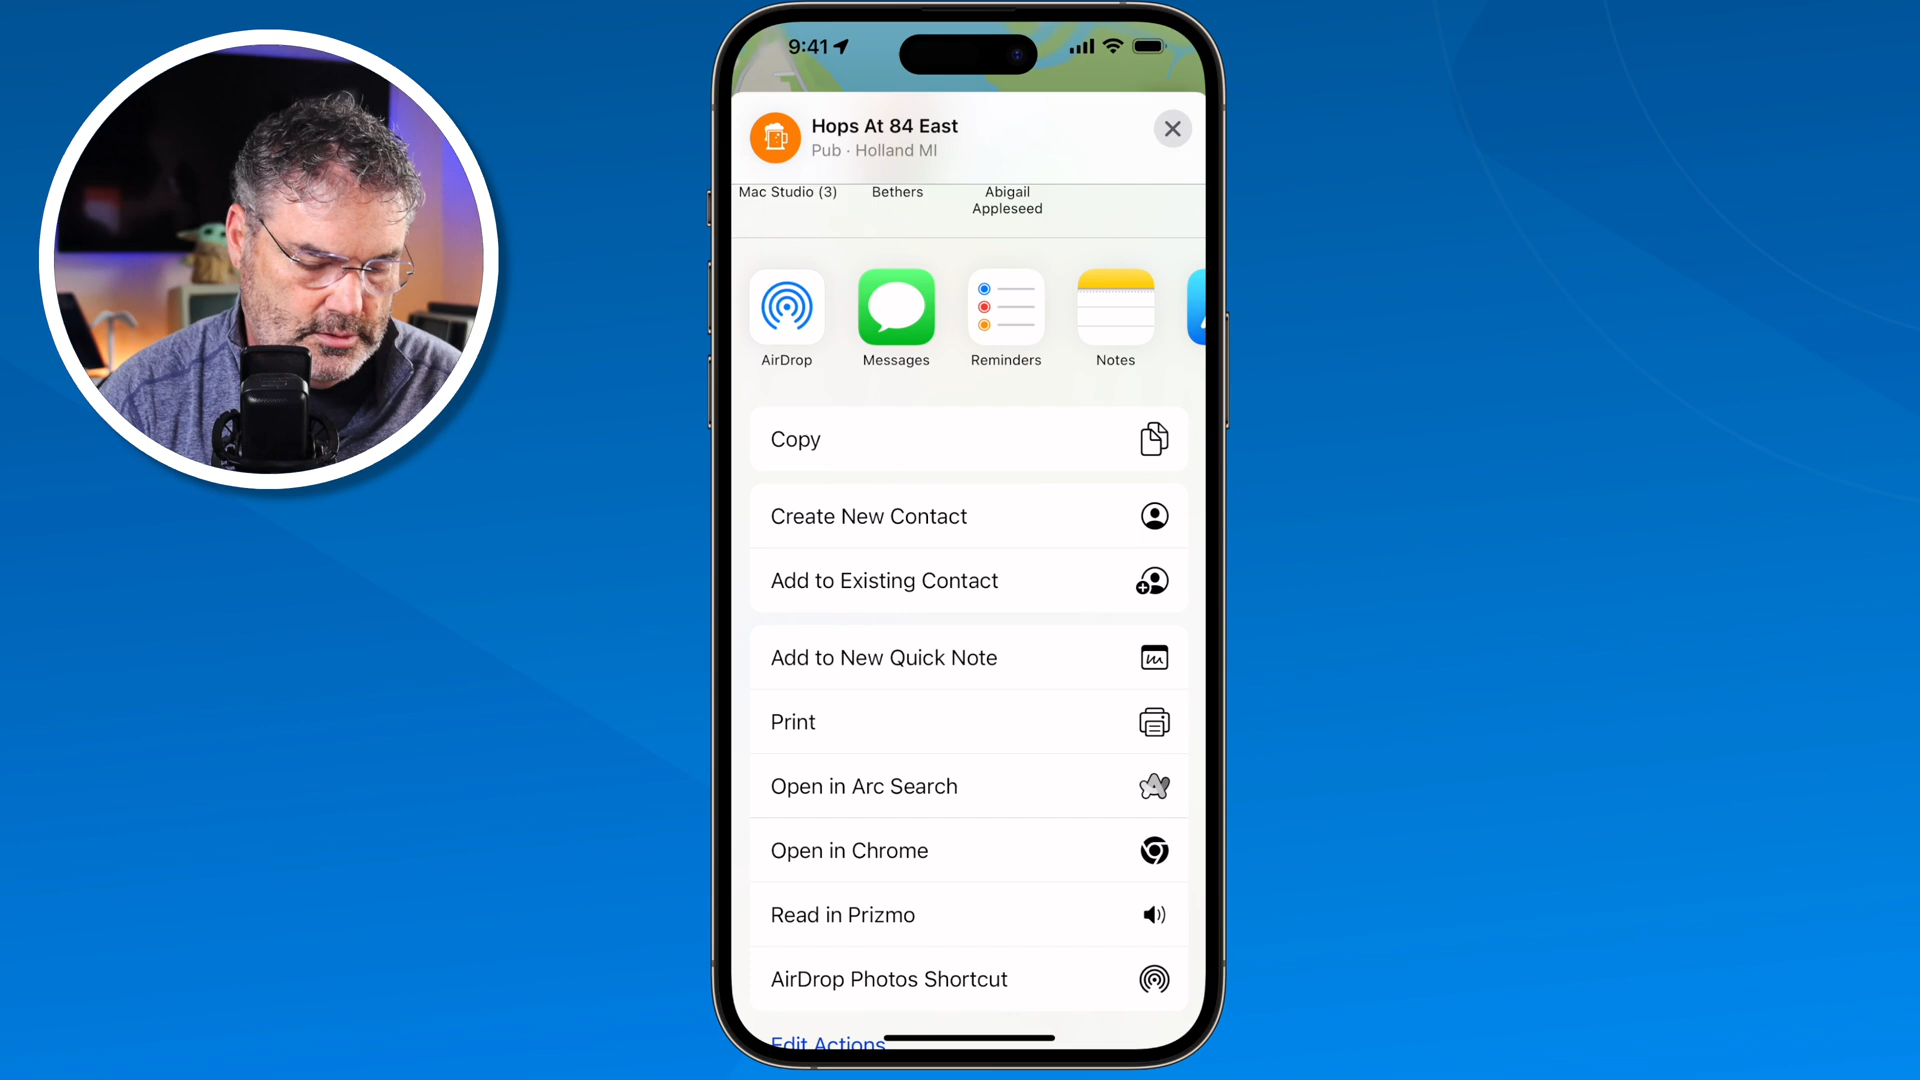 9:41
Hops At 84 East
Pub · Holland MI
Mac Studio (3)
Bethers
Abigail
Appleseed
AirDrop
Messages
Reminders
Notes
Copy
Create New Contact
Add to Existing Contact
Add to New Quick Note
Print
Open in Arc Search
Open in Chrome
Read in Prizmo
AirDrop Photos Shortcut
Edit Actions